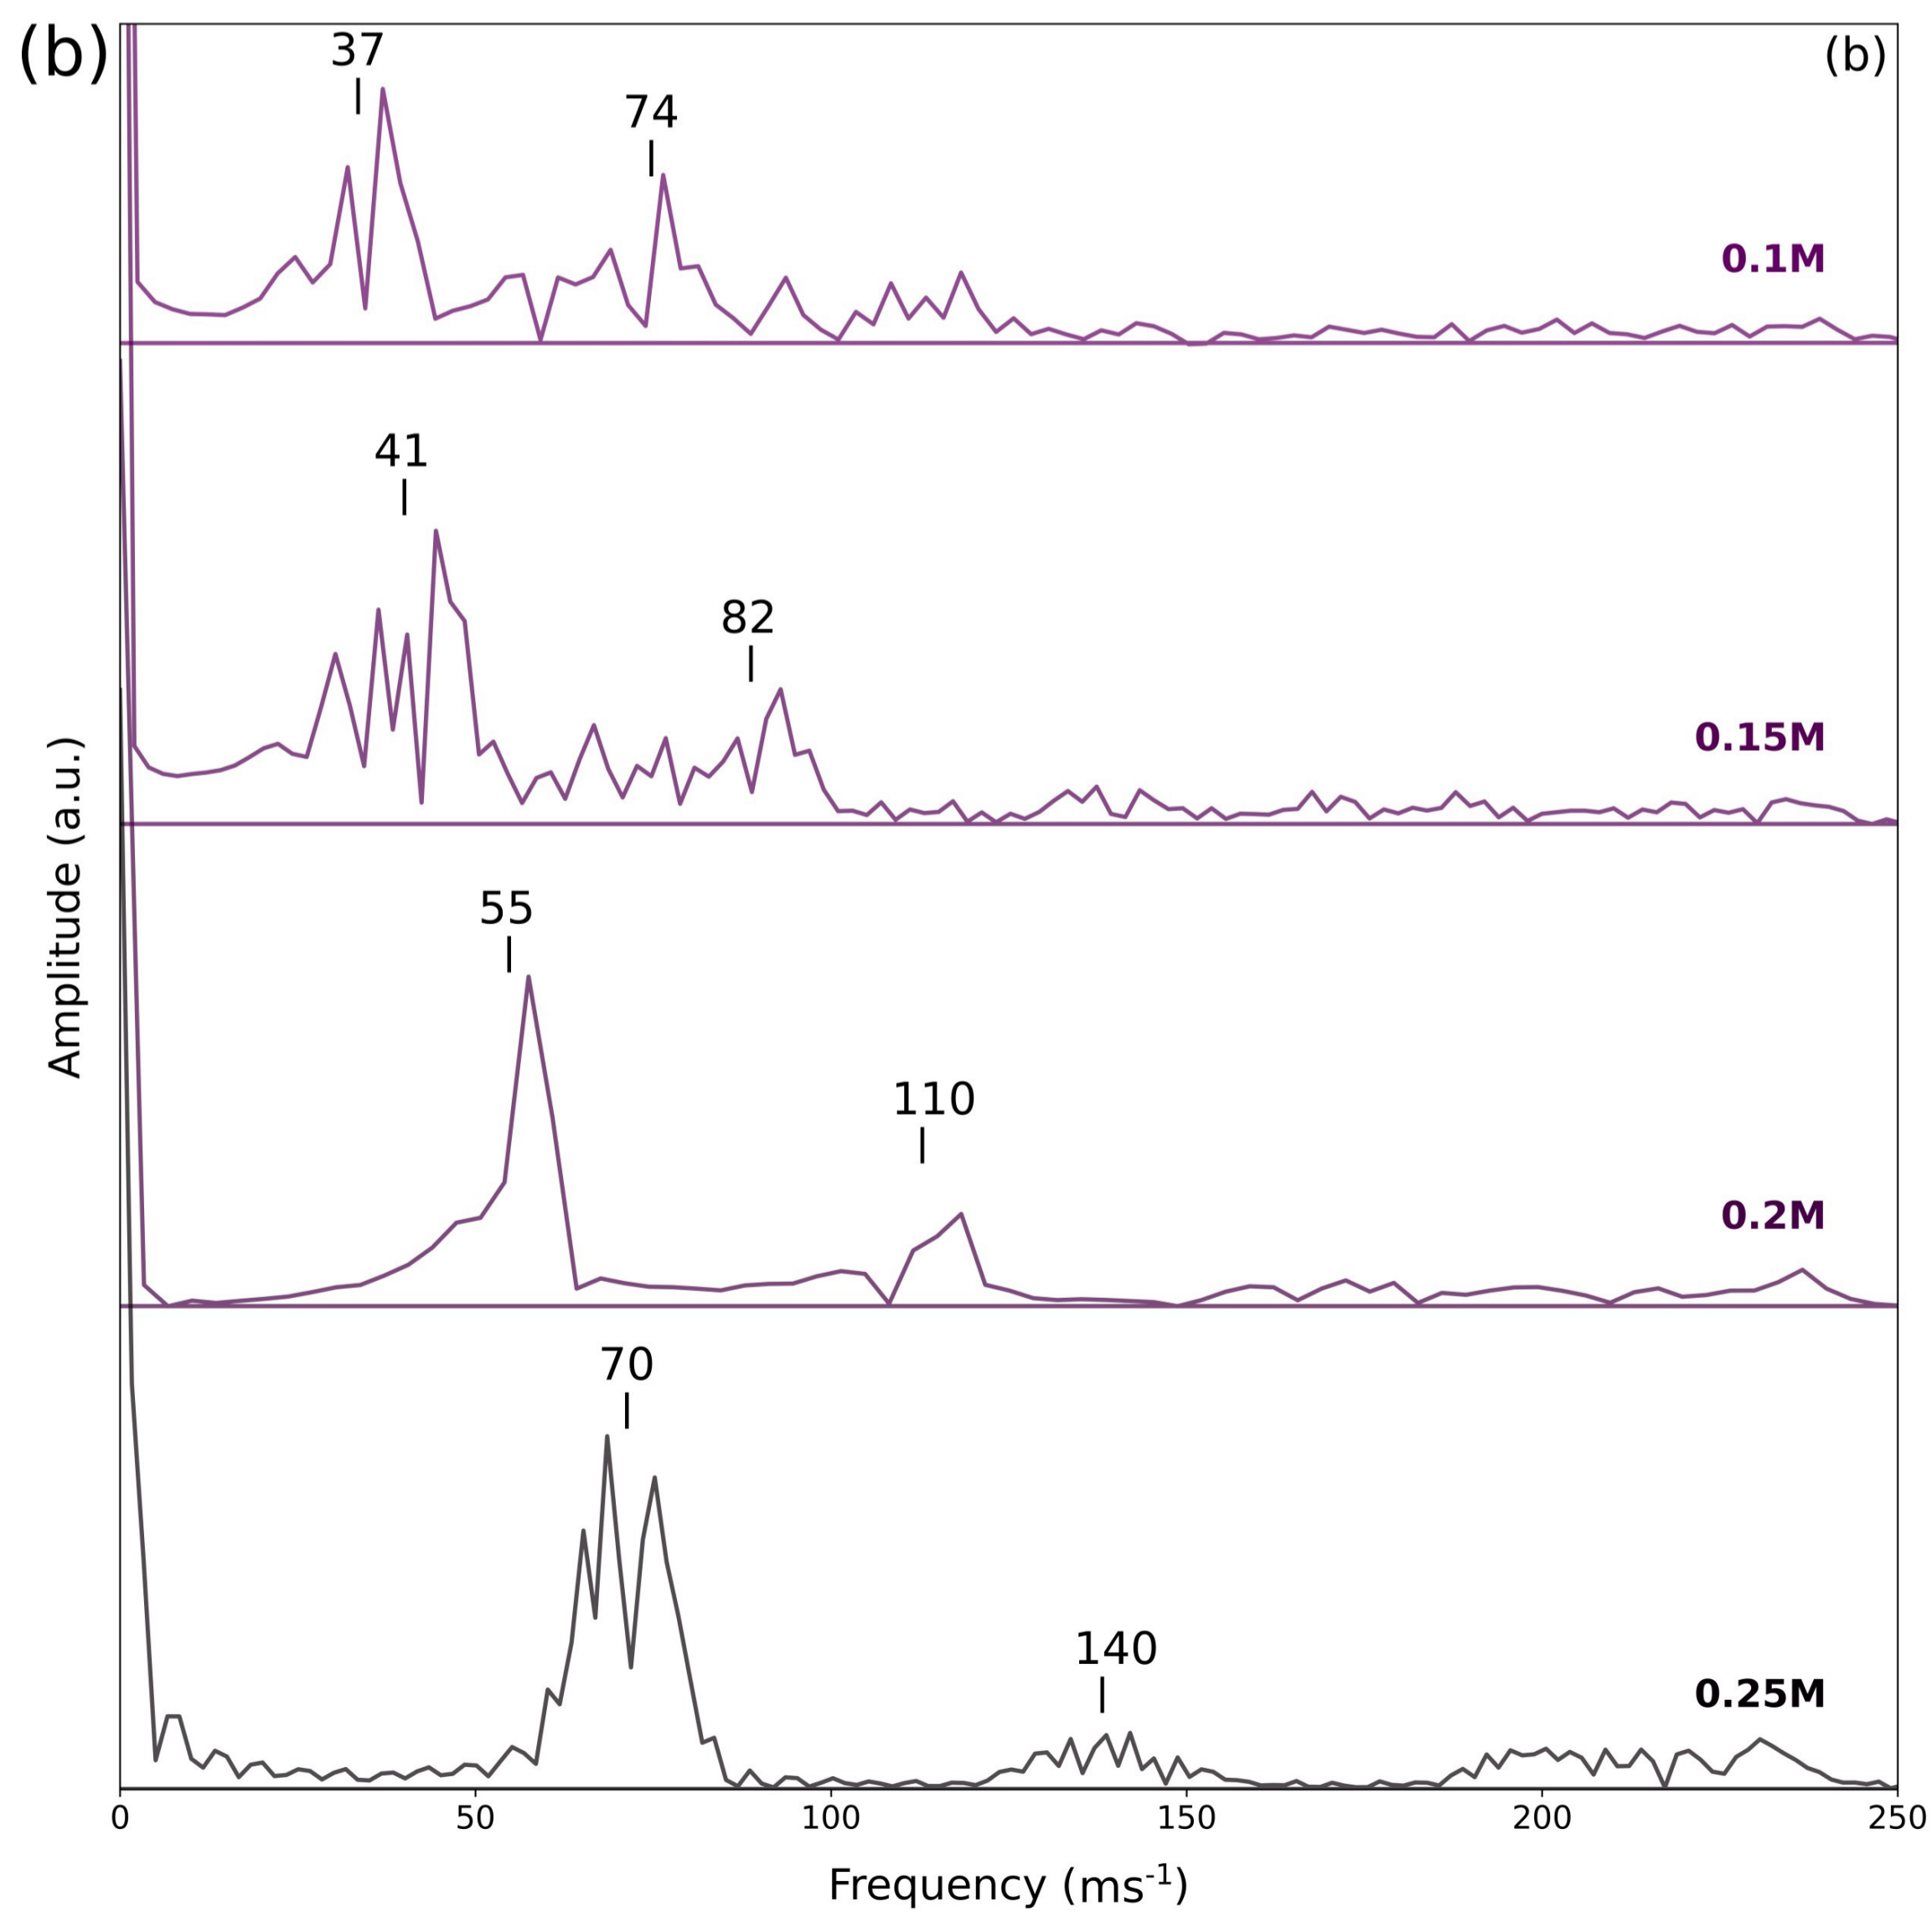 (b)
(b)
37
74
0.1M
41
82
0.15M
55
110
0.2M
70
140
0.25M
Amplitude (a.u.)
0 50 100 150 200 250
Frequency (ms⁻¹)